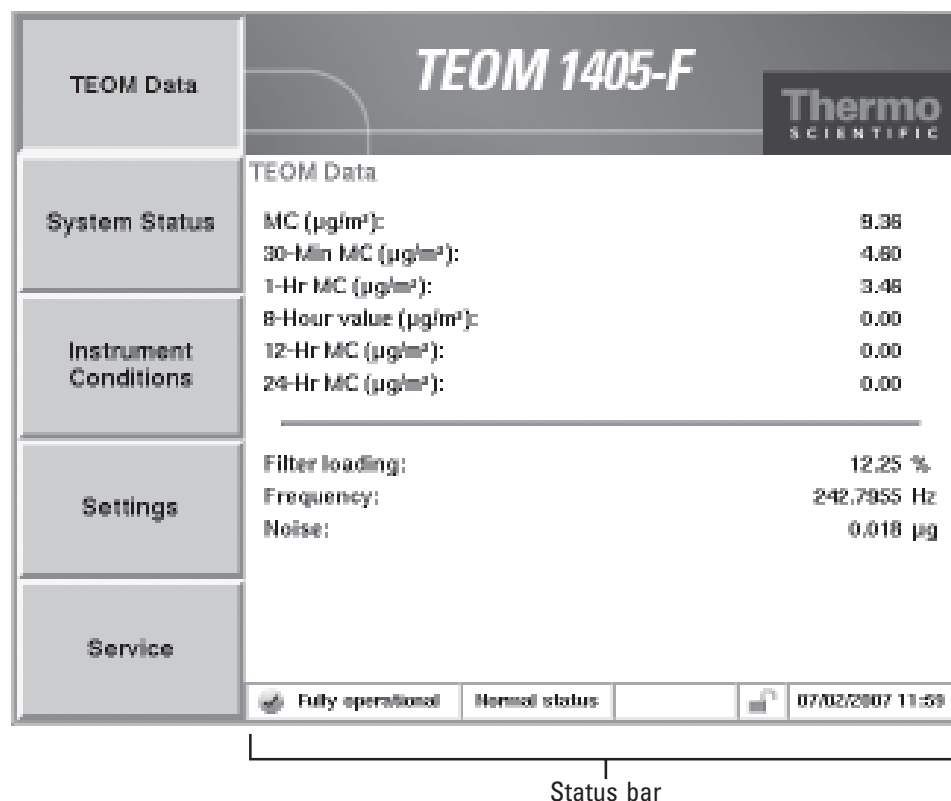 TEOM Data
TEOM 1405-F
Thermo
SCIENTIFIC
TEOM Data
System Status
MC (µg/m³): 9.36
30-Min MC (µg/m³): 4.60
1-Hr MC (µg/m³): 3.46
8-Hour value (µg/m³): 0.00
Instrument
Conditions
12-Hr MC (µg/m³): 0.00
24-Hr MC (µg/m³): 0.00
Filter loading: 12.25 %
Settings
Frequency: 242.7955 Hz
Noise: 0.018 µg
Service
Fully operational Normal status 07/02/2007 11:59
Status bar